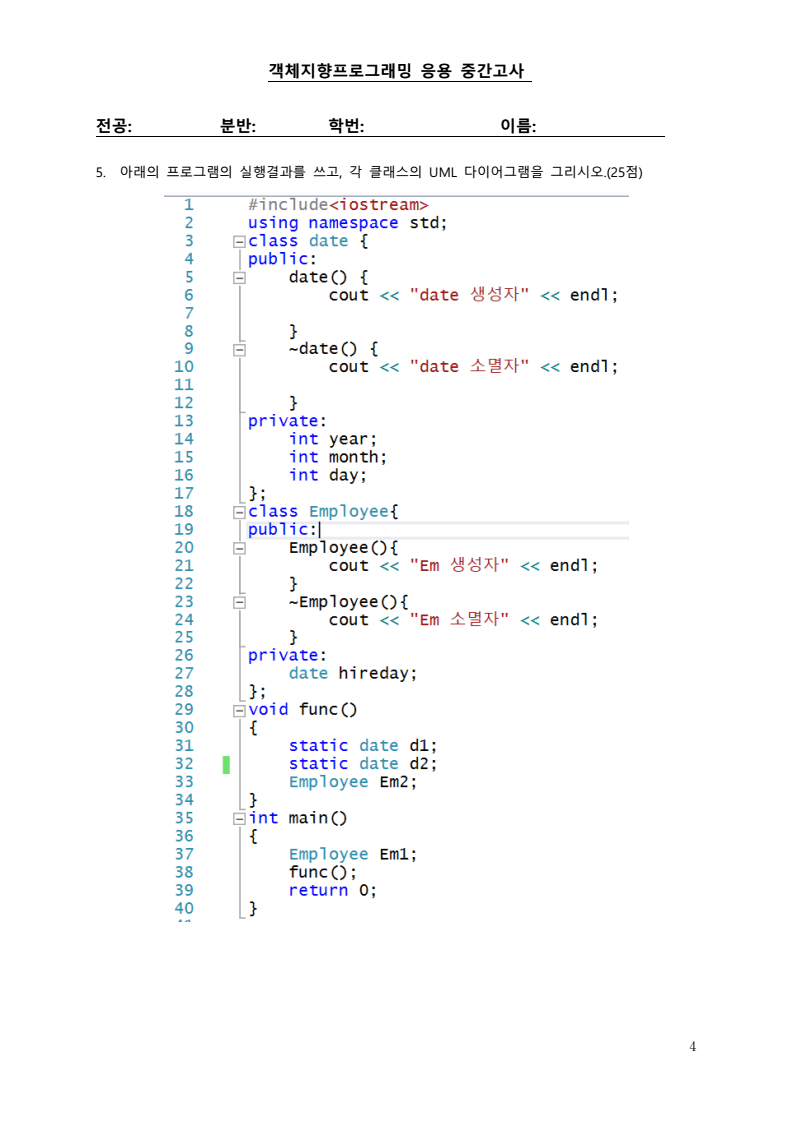 객체지향프로그래밍 응용 중간고사
전공: 분반: 학번: 이름:
5. 아래의 프로그램의 실행결과를 쓰고, 각 클래스의 UML 다이어그램을 그리시오.(25점)
1 #include<iostream>
2 using namespace std;
3 class date {
4 public:
5 date() {
6 cout << "date 생성자" << endl;
7
8 }
9 ~date() {
10 cout << "date 소멸자" << endl;
11
12 }
13 private:
14 int year;
15 int month;
16 int day;
17 };
18 class Employee{
19 public:
20 Employee(){
21 cout << "Em 생성자" << endl;
22 }
23 ~Employee(){
24 cout << "Em 소멸자" << endl;
25 }
26 private:
27 date hireday;
28 };
29 void func()
30 {
31 static date d1;
32 static date d2;
33 Employee Em2;
34 }
35 int main()
36 {
37 Employee Em1;
38 func();
39 return 0;
40 }
4